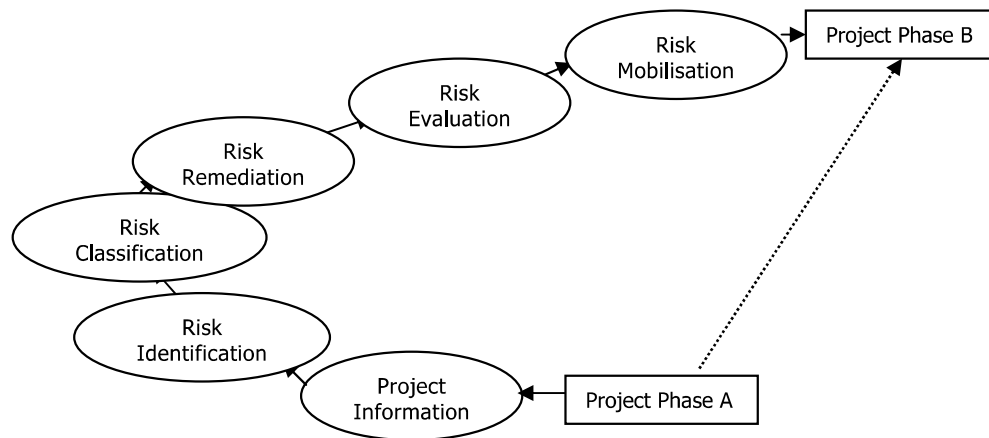 Risk
Mobilisation
Project Phase B
Risk
Evaluation
Risk
Remediation
Risk
Classification
Risk
Identification
Project
Information
Project Phase A